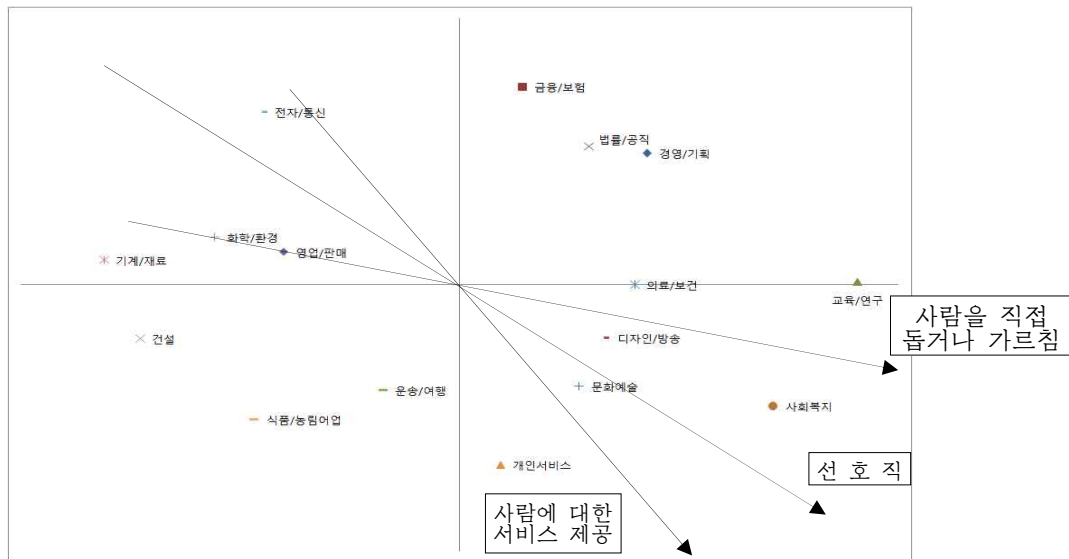 금융/보험
전자/통신
법률/공직
경영/기획
화학/환경
영업/판매
기계/재료
의료/보건
교육/연구
사람을 직접
돕거나 가르침
건설
디자인/방송
운송/여행
문화예술
사회복지
식품/농림어업
개인서비스
선 호 직
사람에 대한
서비스 제공